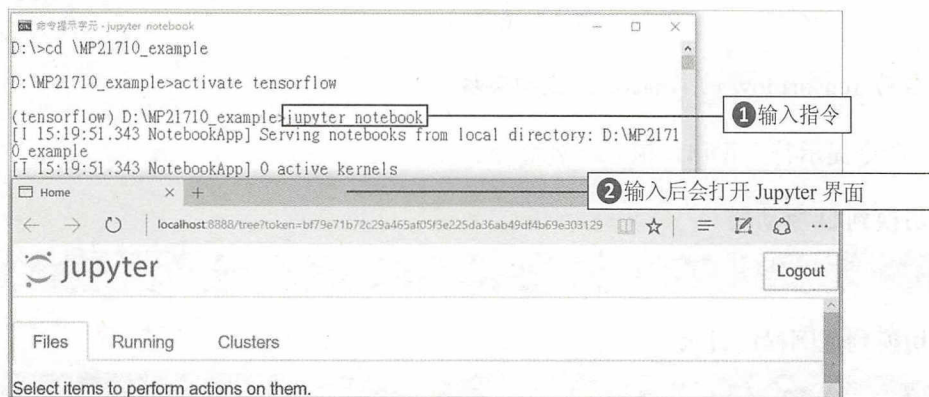 命令提示字元 - jupyter notebook
D:\>cd \MP21710_example
D:\MP21710_example>activate tensorflow
(tensorflow) D:\MP21710_example>jupyter notebook
[I 15:19:51.343 NotebookApp] Serving notebooks from local directory: D:\MP2171
0_example
[I 15:19:51.343 NotebookApp] 0 active kernels
❶输入指令
❷输入后会打开 Jupyter 界面
Home
localhost:8888/tree?token=bf79e71b72c29a465af05f3e225da36ab49df4b69e303129
jupyter
Logout
Files Running Clusters
Select items to perform actions on them.